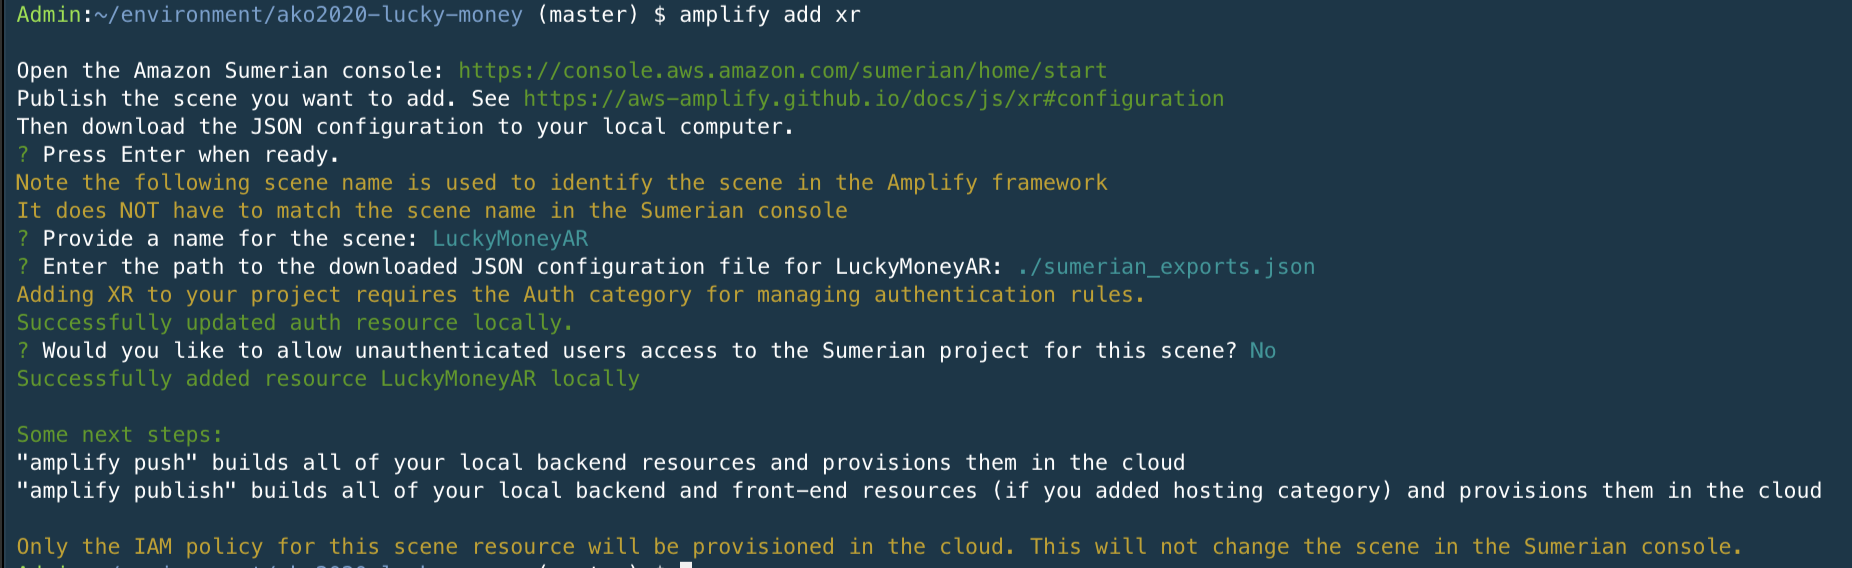 Admin:~/environment/ako2020-lucky-money (master) $ amplify add xr
Open the Amazon Sumerian console: https://console.aws.amazon.com/sumerian/home/start
Publish the scene you want to add. See https://aws-amplify.github.io/docs/js/xr#configuration
Then download the JSON configuration to your local computer.
? Press Enter when ready.
Note the following scene name is used to identify the scene in the Amplify framework
It does NOT have to match the scene name in the Sumerian console
? Provide a name for the scene: LuckyMoneyAR
? Enter the path to the downloaded JSON configuration file for LuckyMoneyAR: ./sumerian_exports.json
Adding XR to your project requires the Auth category for managing authentication rules.
Successfully updated auth resource locally.
? Would you like to allow unauthenticated users access to the Sumerian project for this scene? No
Successfully added resource LuckyMoneyAR locally
Some next steps:
"amplify push" builds all of your local backend resources and provisions them in the cloud
"amplify publish" builds all of your local backend and front-end resources (if you added hosting category) and provisions them in the cloud
Only the IAM policy for this scene resource will be provisioned in the cloud. This will not change the scene in the Sumerian console.